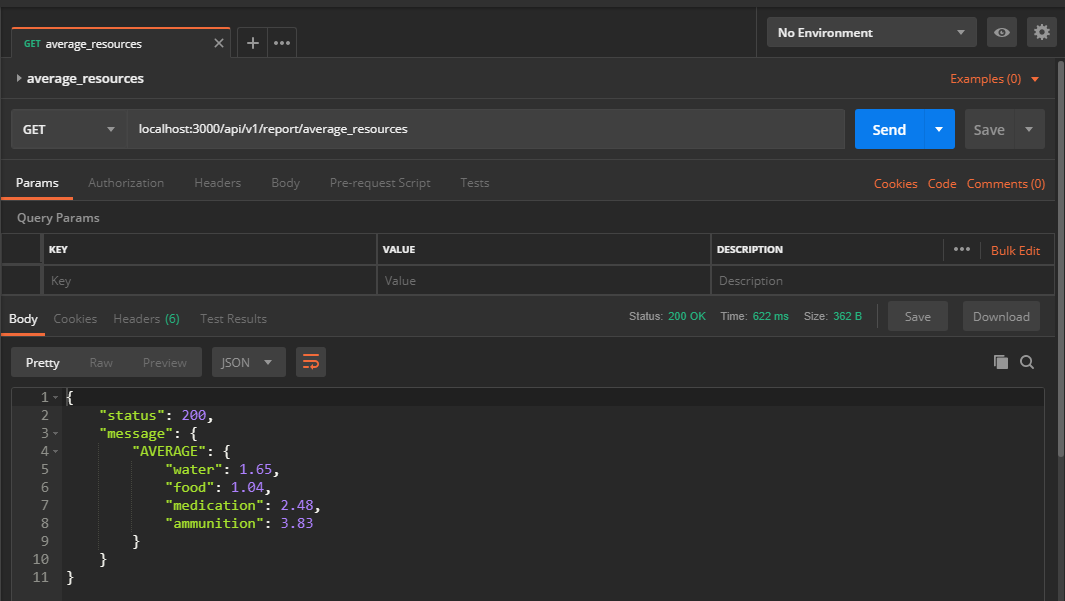 GET average_resources
No Environment
average_resources
Examples (0)
GET localhost:3000/api/v1/report/average_resources Send Save
Params Authorization Headers Body Pre-request Script Tests Cookies Code Comments (0)
Query Params
KEY VALUE DESCRIPTION Bulk Edit
Key Value Description
Body Cookies Headers (6) Test Results Status: 200 OK Time: 622 ms Size: 362 B Save Download
Pretty Raw Preview JSON
1 {
2 "status": 200,
3 "message": {
4 "AVERAGE": {
5 "water": 1.65,
6 "food": 1.04,
7 "medication": 2.48,
8 "ammunition": 3.83
9 }
10 }
11 }